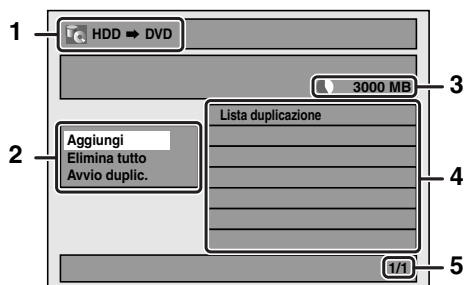 1 HDD ➡ DVD
3000 MB 3
Lista duplicazione
2 Aggiungi
Elimina tutto
Avvio duplic.
4
1/1 5